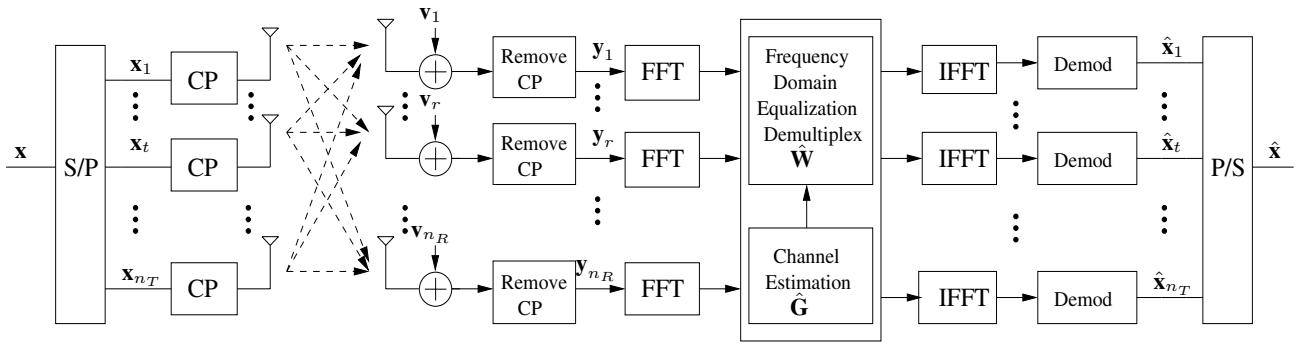 x
S/P
x_1
CP
x_t
CP
x_{n_T}
CP
v_1
Remove
CP
y_1
FFT
v_r
Remove
CP
y_r
FFT
v_{n_R}
Remove
CP
y_{n_R}
FFT
Frequency
Domain
Equalization
Demultiplex
Ŵ
Channel
Estimation
Ĝ
IFFT
Demod
x̂_1
IFFT
Demod
x̂_t
IFFT
Demod
x̂_{n_T}
P/S
x̂